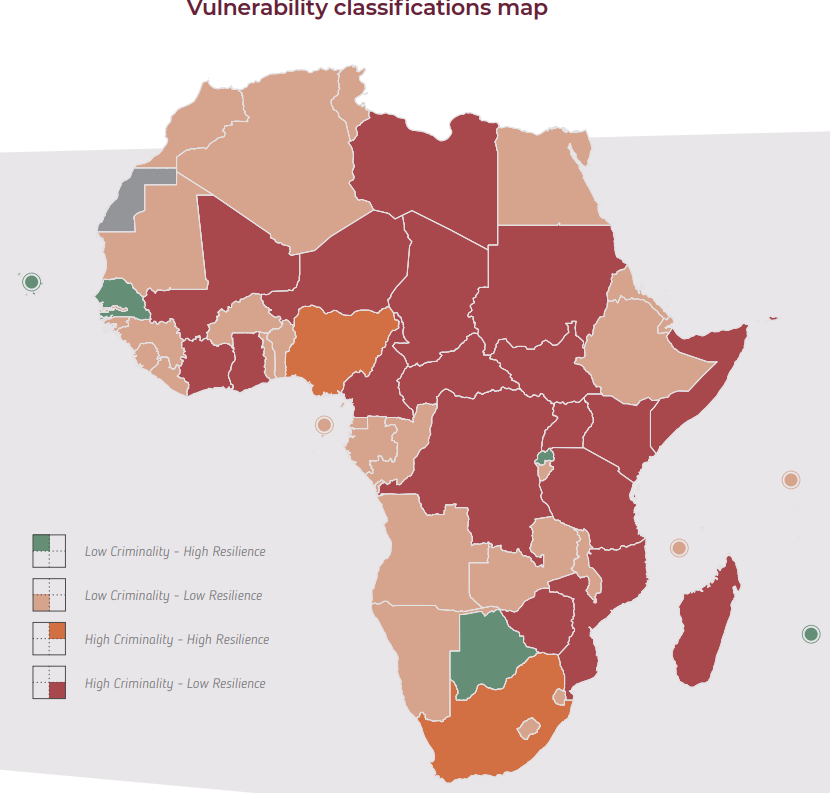 Vulnerability classifications map
Low Criminality - High Resilience
Low Criminality - Low Resilience
High Criminality - High Resilience
High Criminality - Low Resilience